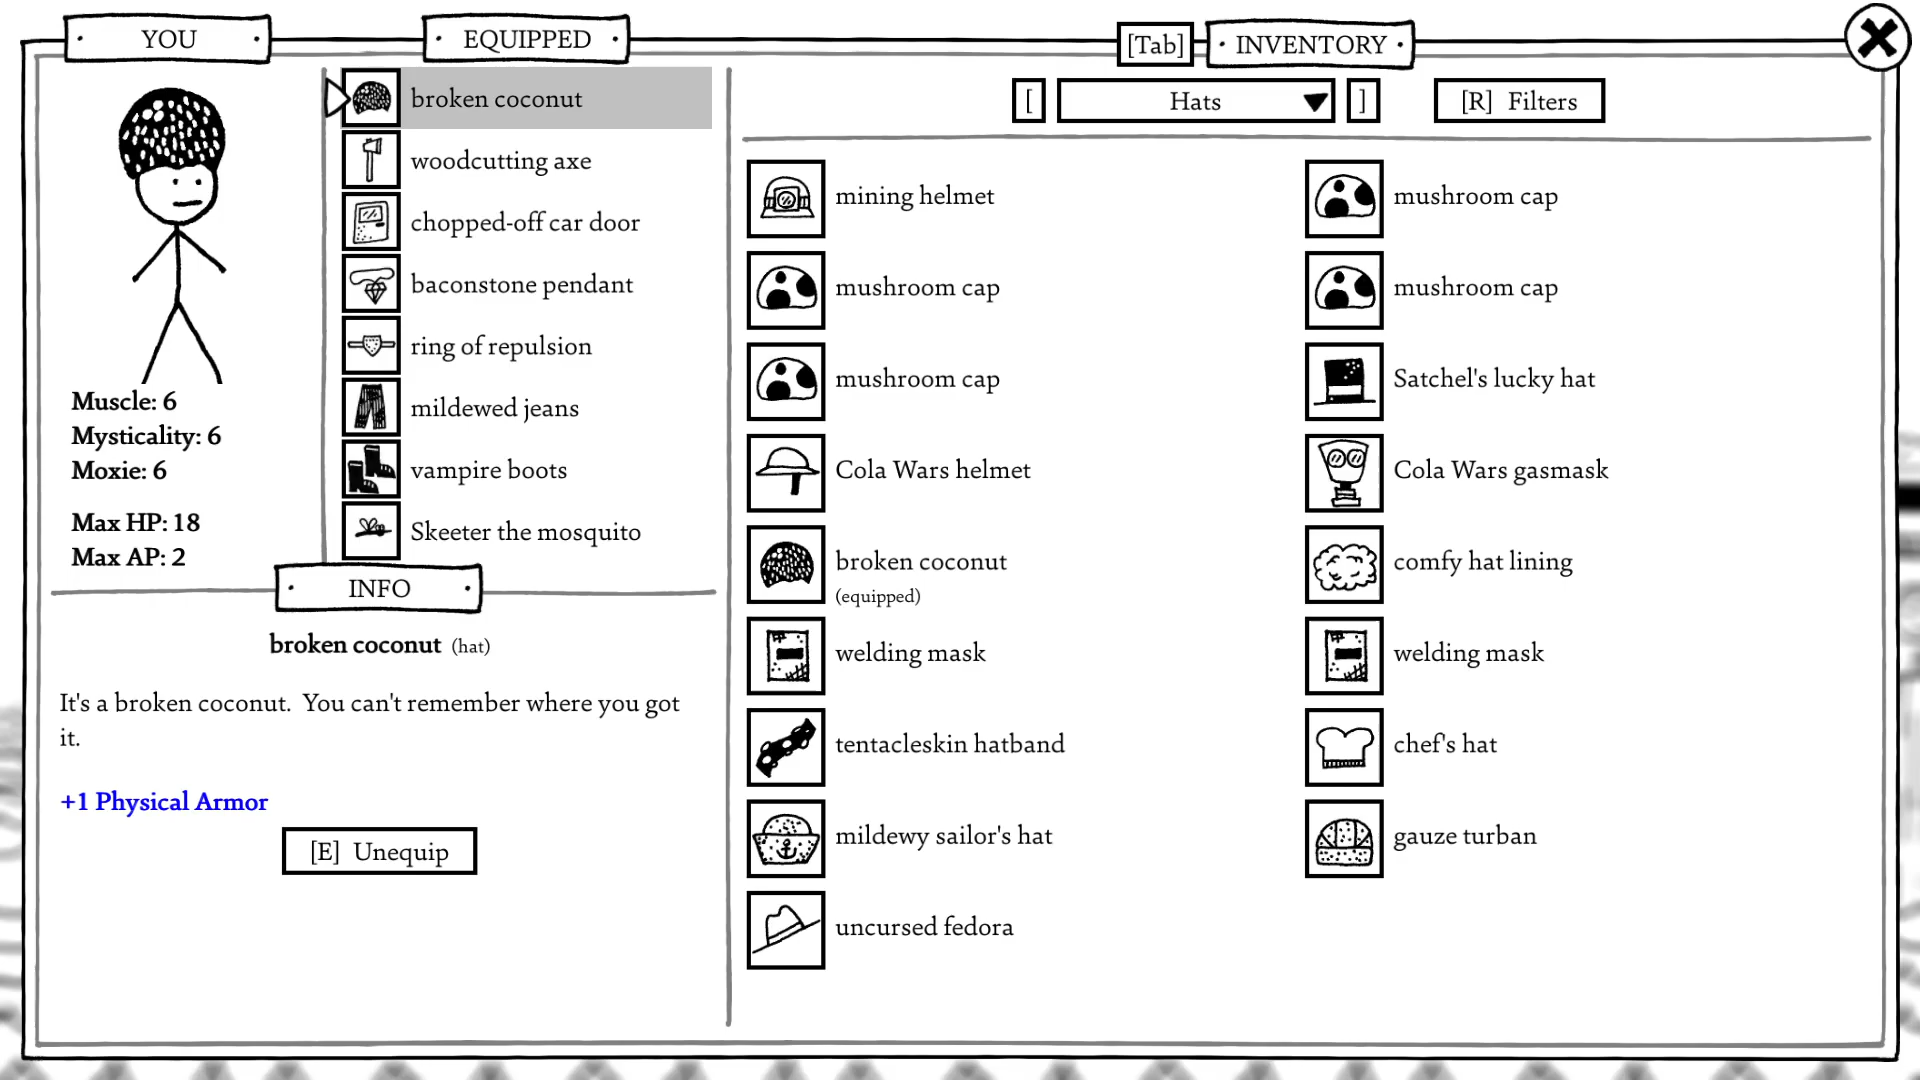 YOU
EQUIPPED
[Tab]
INVENTORY
broken coconut
woodcutting axe
chopped-off car door
baconstone pendant
ring of repulsion
mildewed jeans
vampire boots
Skeeter the mosquito
Muscle: 6
Mysticality: 6
Moxie: 6
Max HP: 18
Max AP: 2
INFO
broken coconut (hat)
It's a broken coconut.  You can't remember where you got
it.
+1 Physical Armor
[E] Unequip
[
Hats
]
[R] Filters
mining helmet
mushroom cap
mushroom cap
mushroom cap
mushroom cap
Satchel's lucky hat
Cola Wars helmet
Cola Wars gasmask
broken coconut
(equipped)
comfy hat lining
welding mask
welding mask
tentacleskin hatband
chef's hat
mildewy sailor's hat
gauze turban
uncursed fedora